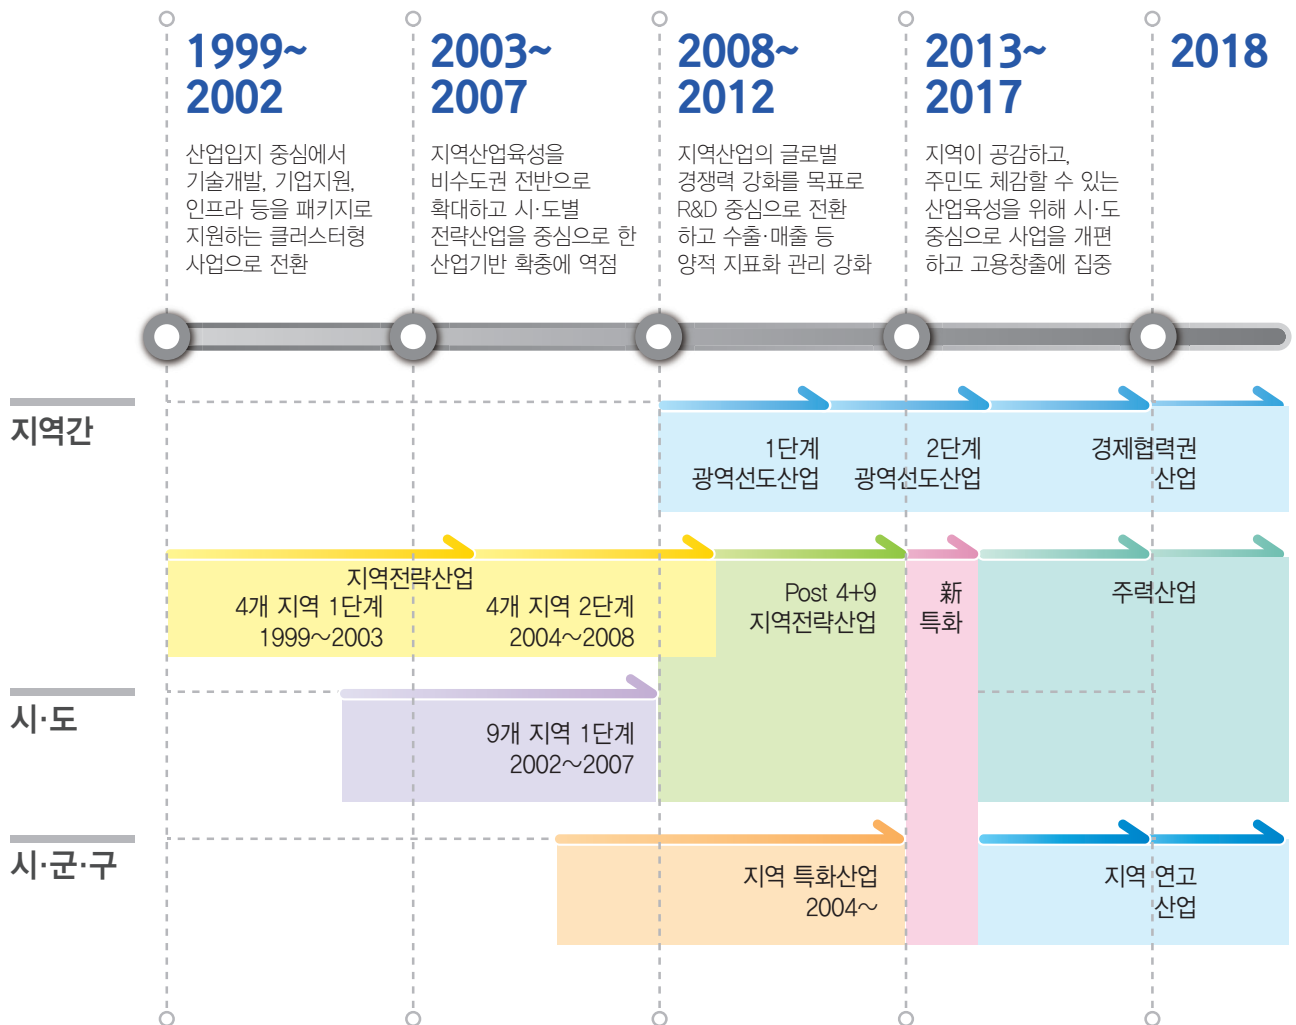 1999~
2002
산업입지 중심에서
기술개발, 기업지원,
인프라 등을 패키지로
지원하는 클러스터형
사업으로 전환
2003~
2007
지역산업육성을
비수도권 전반으로
확대하고 시·도별
전략산업을 중심으로 한
산업기반 확충에 역점
2008~
2012
지역산업의 글로벌
경쟁력 강화를 목표로
R&D 중심으로 전환
하고 수출·매출 등
양적 지표화 관리 강화
2013~
2017
지역이 공감하고,
주민도 체감할 수 있는
산업육성을 위해 시·도
중심으로 사업을 개편
하고 고용창출에 집중
2018
지역간
1단계
광역선도산업
2단계
광역선도산업
경제협력권
산업
지역전략산업
4개 지역 1단계
1999~2003
4개 지역 2단계
2004~2008
Post 4+9
지역전략산업
新
특화
주력산업
시·도
9개 지역 1단계
2002~2007
시·군·구
지역 특화산업
2004~
지역 연고
산업